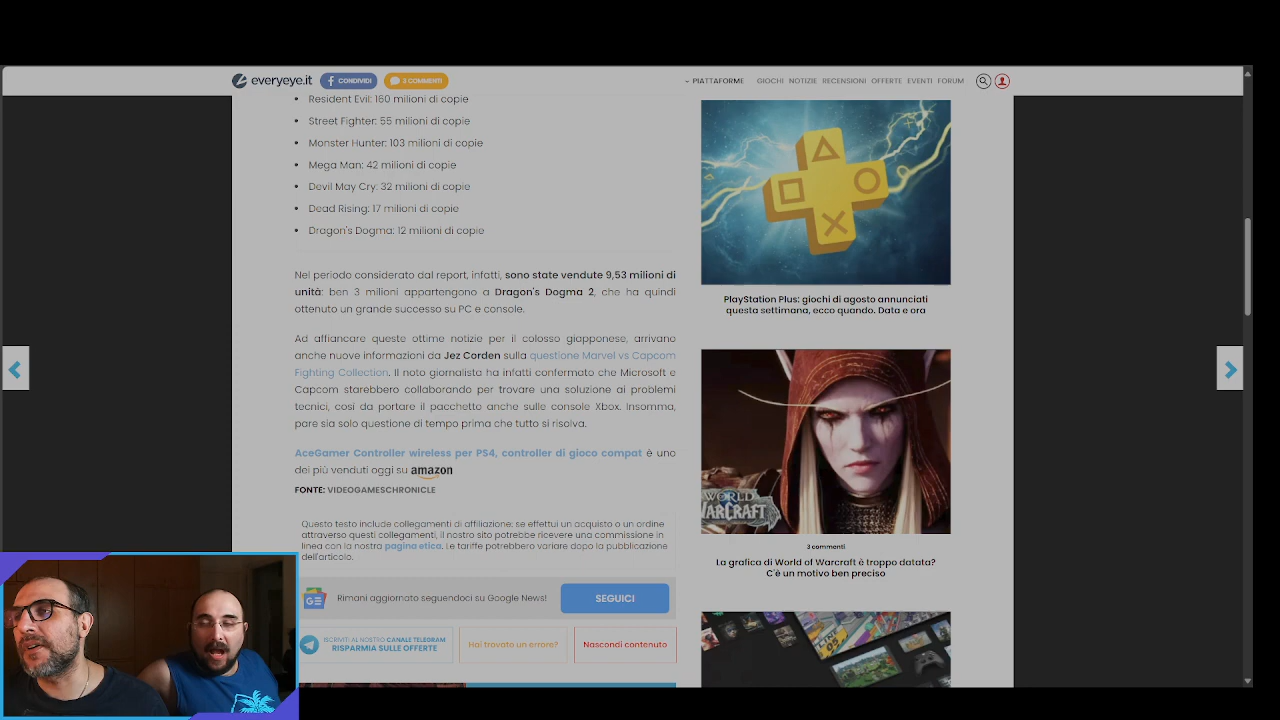 everyeye.it CONDIVIDI 3 COMMENTI PIATTAFORME GIOCHI NOTIZIE RECENSIONI OFFERTE EVENTI FORUM
Resident Evil: 160 milioni di copie
Street Fighter: 55 milioni di copie
Monster Hunter: 103 milioni di copie
Mega Man: 42 milioni di copie
Devil May Cry: 32 milioni di copie
Dead Rising: 17 milioni di copie
Dragon's Dogma: 12 milioni di copie
Nel periodo considerato dal report, infatti, sono state vendute 9,53 milioni di
unità: ben 3 milioni appartengono a Dragon's Dogma 2, che ha quindi
ottenuto un grande successo su PC e console.
Ad affiancare queste ottime notizie per il colosso giapponese, arrivano
anche nuove informazioni da Jez Corden sulla questione Marvel vs Capcom
Fighting Collection. Il noto giornalista ha infatti confermato che Microsoft e
Capcom starebbero collaborando per trovare una soluzione ai problemi
tecnici, così da portare il pacchetto anche sulle console Xbox. Insomma,
pare sia solo questione di tempo prima che tutto si risolva.
AceGamer Controller wireless per PS4, controller di gioco compat è uno
dei più venduti oggi su amazon
FONTE: VIDEOGAMESCHRONICLE
Questo testo include collegamenti di affiliazione: se effettui un acquisto o un ordine
attraverso questi collegamenti, il nostro sito potrebbe ricevere una commissione in
linea con la nostra pagina etica. Le tariffe potrebbero variare dopo la pubblicazione
dell'articolo.
Rimani aggiornato seguendoci su Google News! SEGUICI
ISCRIVITI AL NOSTRO CANALE TELEGRAM
RISPARMIA SULLE OFFERTE
Hai trovato un errore?
Nascondi contenuto
PlayStation Plus: giochi di agosto annunciati
questa settimana, ecco quando. Data e ora
WORLD
WARCRAFT
3 commenti
La grafica di World of Warcraft è troppo datata?
C'è un motivo ben preciso